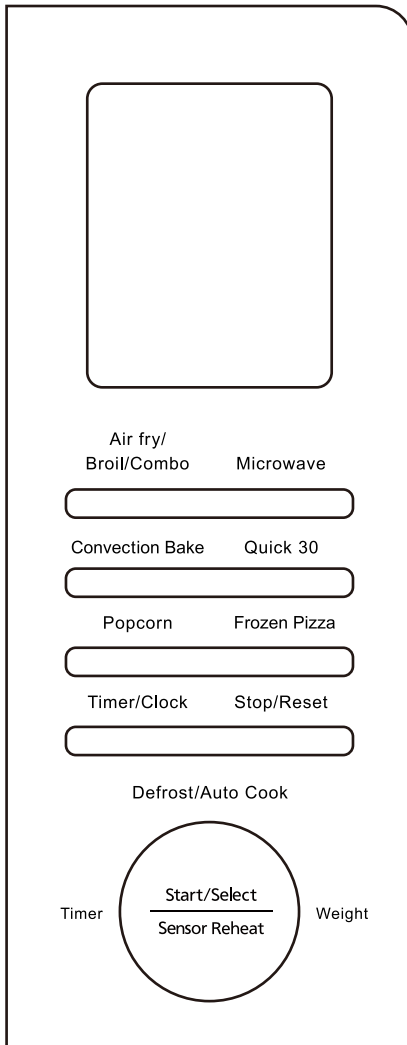 Air fry/
Broil/Combo Microwave
Convection Bake Quick 30
Popcorn Frozen Pizza
Timer/Clock Stop/Reset
Defrost/Auto Cook
Timer Start/Select Weight
Sensor Reheat